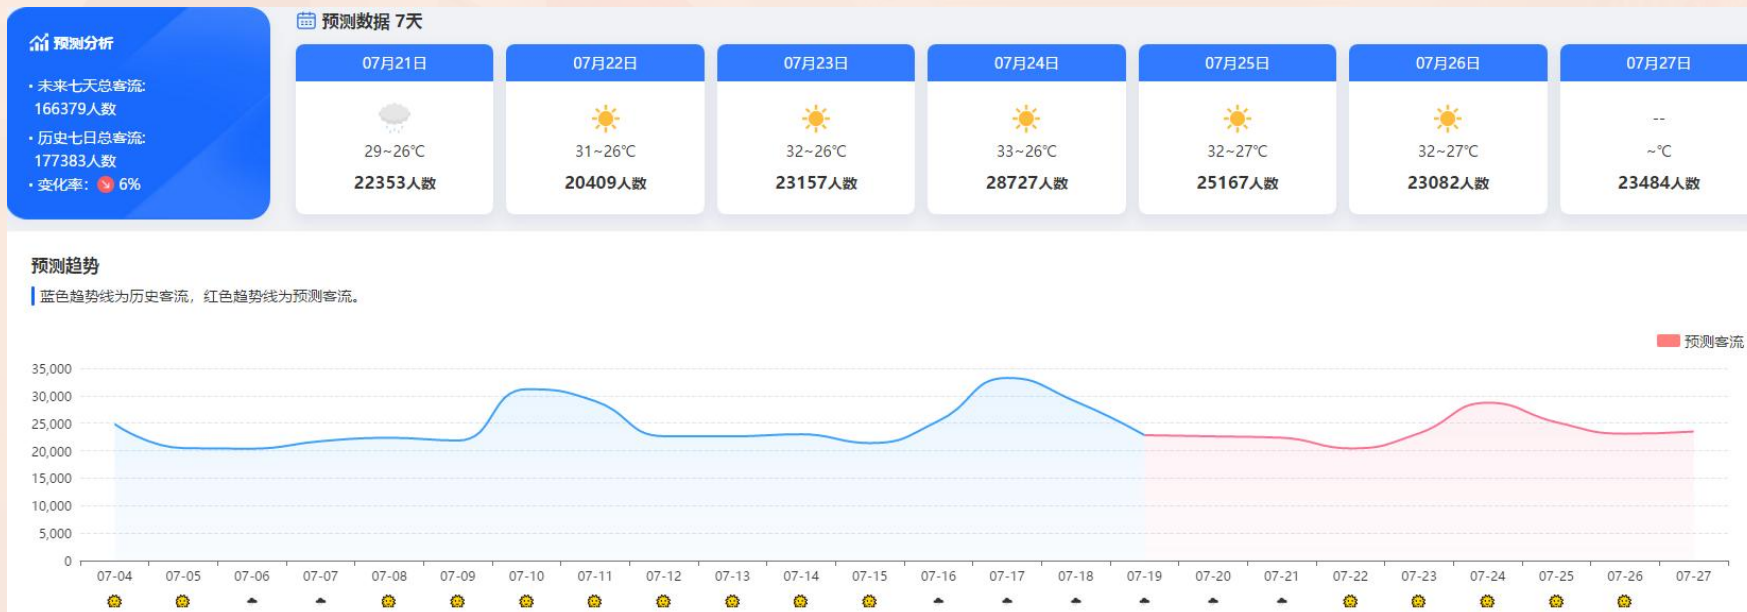 预测分析
· 未来七天总客流:
166379人数
· 历史七日总客流:
177383人数
· 变化率: 6%
预测数据 7天
07月21日 07月22日 07月23日 07月24日 07月25日 07月26日 07月27日
--
29~26℃ 31~26℃ 32~26℃ 33~26℃ 32~27℃ 32~27℃ ~℃
22353人数 20409人数 23157人数 28727人数 25167人数 23082人数 23484人数
预测趋势
蓝色趋势线为历史客流，红色趋势线为预测客流。
预测客流
35,000
30,000
25,000
20,000
15,000
10,000
5,000
0
07-04 07-05 07-06 07-07 07-08 07-09 07-10 07-11 07-12 07-13 07-14 07-15 07-16 07-17 07-18 07-19 07-20 07-21 07-22 07-23 07-24 07-25 07-26 07-27